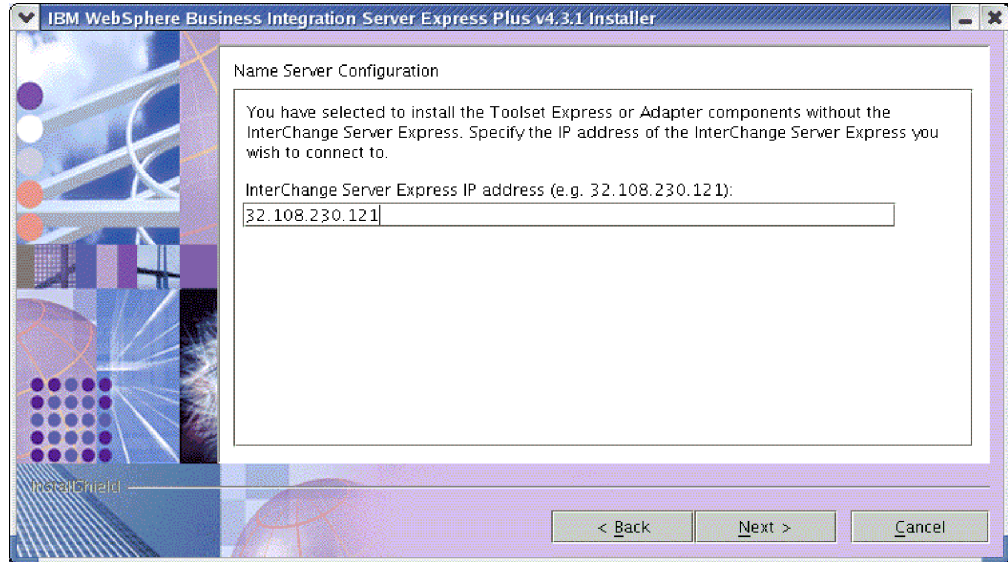 IBM WebSphere Business Integration Server Express Plus v4.3.1 Installer
Name Server Configuration
You have selected to install the Toolset Express or Adapter components without the
InterChange Server Express. Specify the IP address of the InterChange Server Express you
wish to connect to.
InterChange Server Express IP address (e.g. 32.108.230.121):
32.108.230.121
InstallShield
< Back
Next >
Cancel